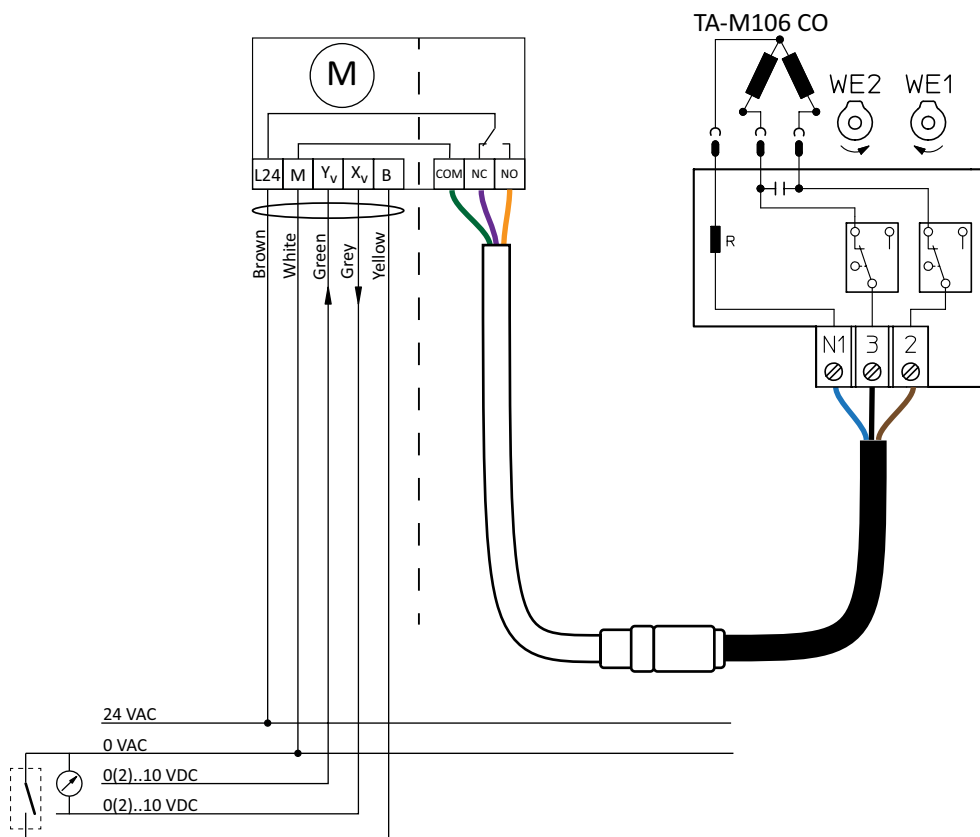 TA-M106 CO
M
WE2 WE1
L24 M Yv Xv B COM NC NO
Brown
White
Green
Grey
Yellow
R
N1 3 2
24 VAC
0 VAC
0(2)..10 VDC
0(2)..10 VDC